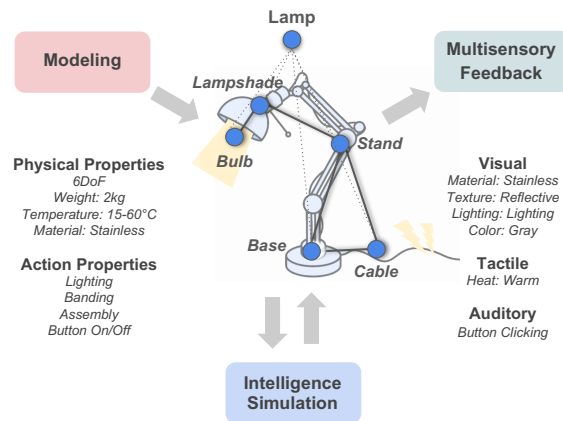 Lamp
Modeling
Multisensory
Feedback
Lampshade
Bulb
Stand
Base
Cable
Physical Properties
6DoF
Weight: 2kg
Temperature: 15-60°C
Material: Stainless
Action Properties
Lighting
Banding
Assembly
Button On/Off
Visual
Material: Stainless
Texture: Reflective
Lighting: Lighting
Color: Gray
Tactile
Heat: Warm
Auditory
Button Clicking
Intelligence
Simulation